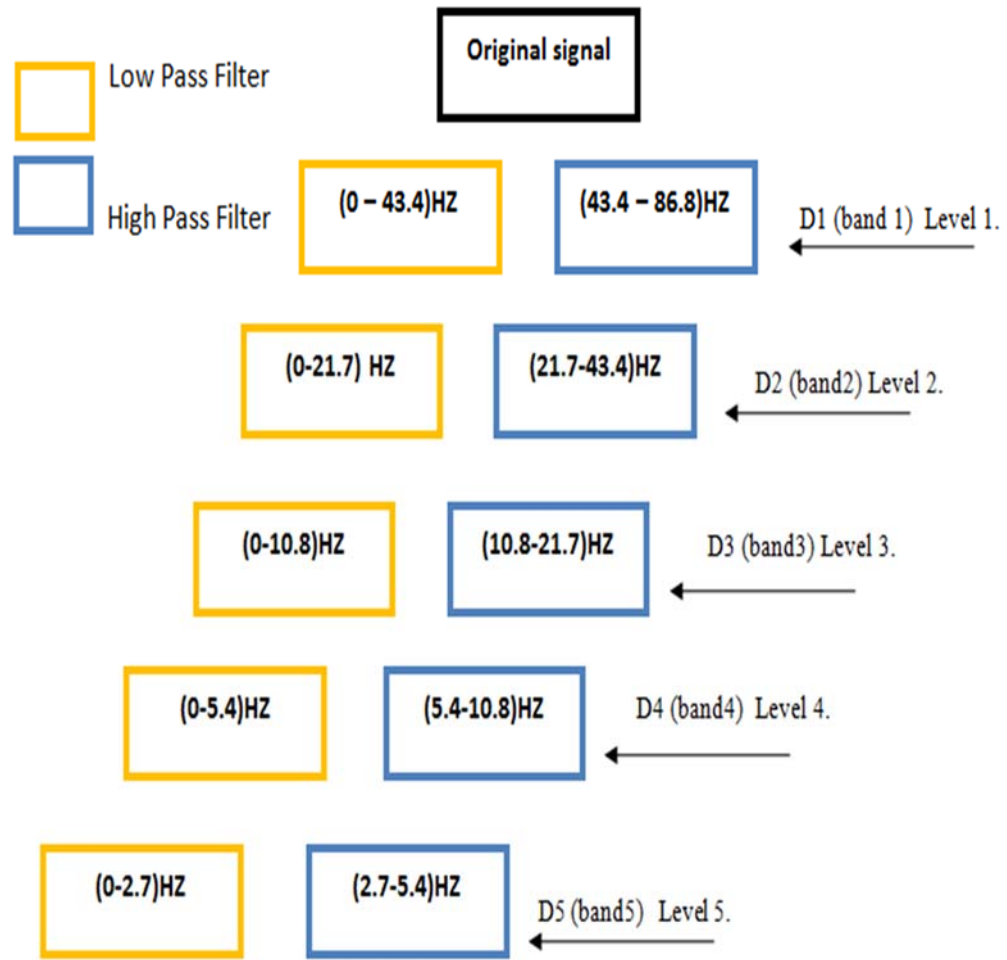 Original signal
Low Pass Filter
High Pass Filter
(0 – 43.4)HZ
(43.4 – 86.8)HZ
D1 (band 1) Level 1.
(0-21.7) HZ
(21.7-43.4)HZ
D2 (band2) Level 2.
(0-10.8)HZ
(10.8-21.7)HZ
D3 (band3) Level 3.
(0-5.4)HZ
(5.4-10.8)HZ
D4 (band4) Level 4.
(0-2.7)HZ
(2.7-5.4)HZ
D5 (band5) Level 5.